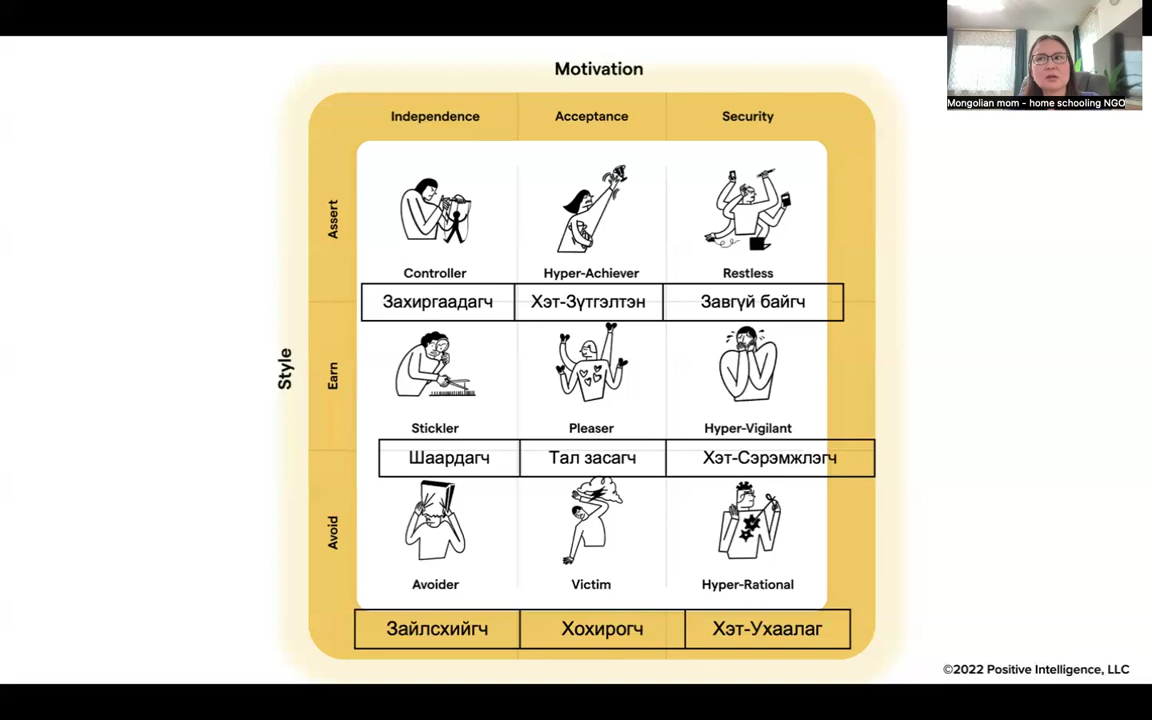 Mongolian mom - home schooling NGO
Motivation
Independence Acceptance Security
Style
Assert
Controller Hyper-Achiever Restless
Захиргаадагч Хэт-Зүтгэлтэн Завгүй байгч
Earn
Stickler Pleaser Hyper-Vigilant
Шаардагч Тал засагч Хэт-Сэрэмжлэгч
Avoid
Avoider Victim Hyper-Rational
Зайлсхийгч Хохирогч Хэт-Ухаалаг
©2022 Positive Intelligence, LLC